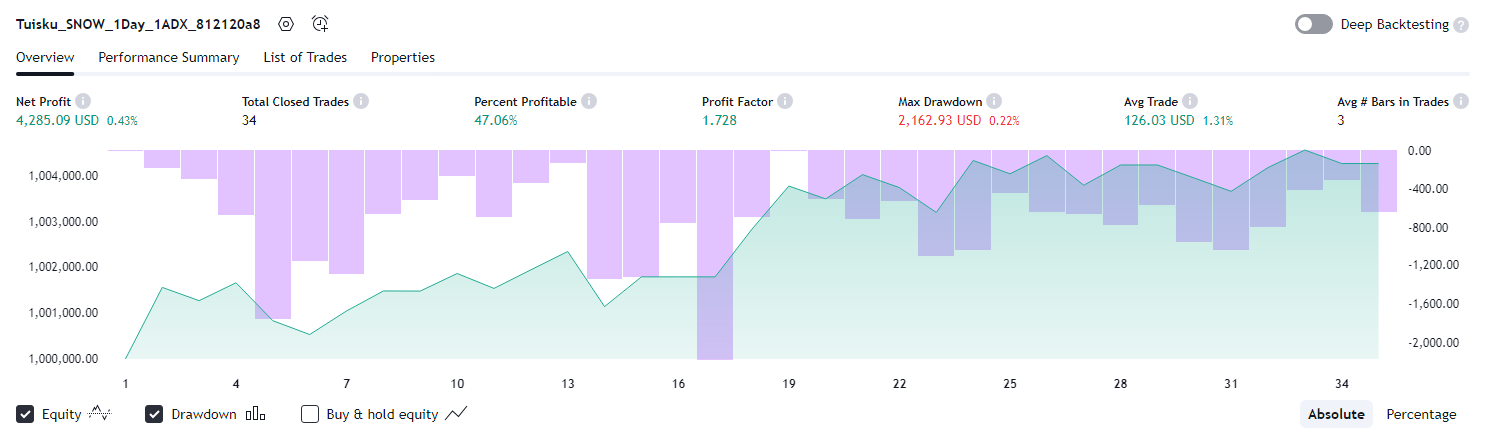 Tuisku_SNOW_1Day_1ADX_812120a8
Deep Backtesting
Overview Performance Summary List of Trades Properties
Net Profit Total Closed Trades Percent Profitable Profit Factor Max Drawdown Avg Trade Avg # Bars in Trades
4,285.09 USD 0.43% 34 47.06% 1.728 2,162.93 USD 0.22% 126.03 USD 1.31% 3
0.00
1,004,000.00
-400.00
1,003,000.00
-800.00
1,002,000.00
-1,200.00
1,001,000.00
-1,600.00
1,000,000.00
-2,000.00
1 4 7 10 13 16 19 22 25 28 31 34
Equity Drawdown Buy & hold equity Absolute Percentage